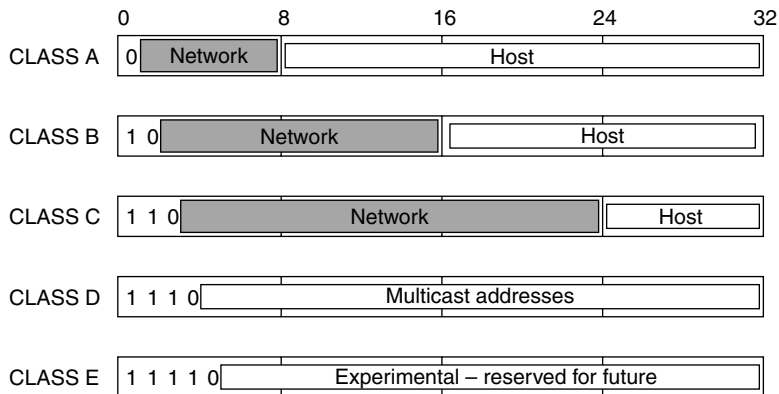 0 8 16 24 32
CLASS A 0 Network Host
CLASS B 1 0 Network Host
CLASS C 1 1 0 Network Host
CLASS D 1 1 1 0 Multicast addresses
CLASS E 1 1 1 1 0 Experimental – reserved for future